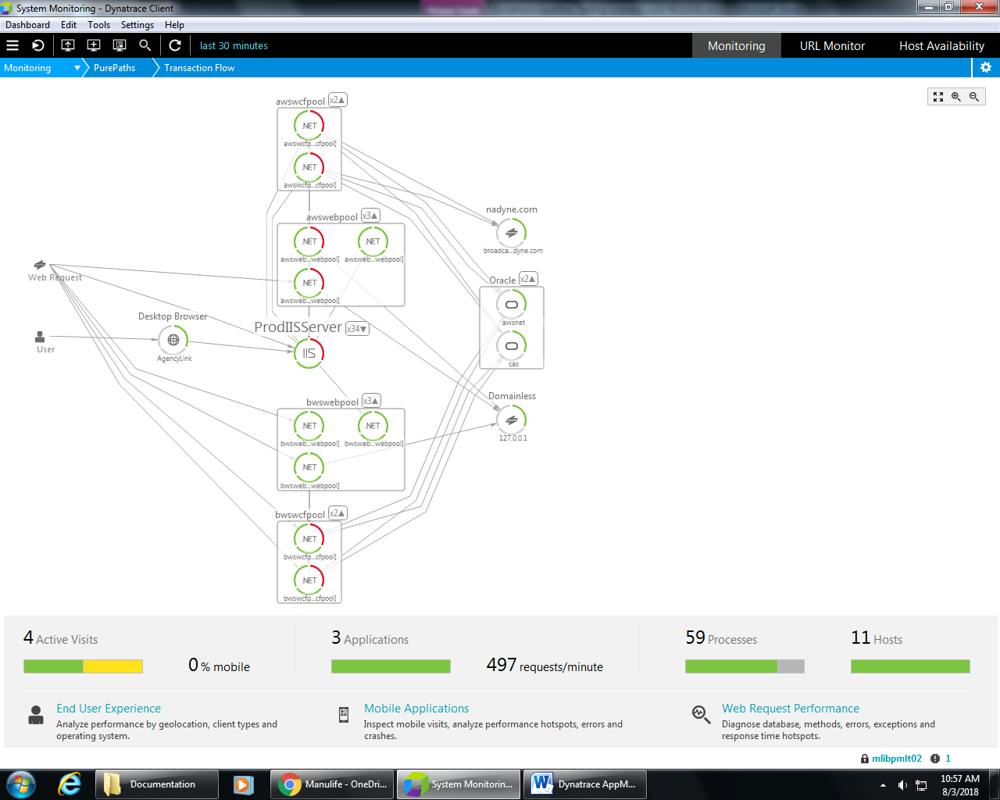 System Monitoring - Dynatrace Client
Dashboard Edit Tools Settings Help
last 30 minutes
Monitoring URL Monitor Host Availability
Monitoring PurePaths Transaction Flow
awswcfpool x2▲
.NET
awswcfp...cfpool]
.NET
awswcfp...cfpool]
awswebpool x3▲
.NET .NET
awsweb...webpool] awsweb...webpool]
.NET
awsweb...webpool]
nadyne.com
broadca...dyne.com
Web Request
Oracle x2▲
awsnet
cas
Desktop Browser
AgencyLink
User
ProdIISServer x34▼
IIS
Domainless
127.0.0.1
bwswebpool x3▲
.NET .NET
bwsweb...webpool] bwsweb...webpool]
.NET
bwsweb...webpool]
bwswcfpool x2▲
.NET
bwswcfp...cfpool]
.NET
bwswcfp...cfpool]
4 Active Visits
0 % mobile
3 Applications
497 requests/minute
59 Processes
11 Hosts
End User Experience
Analyze performance by geolocation, client types and
operating system.
Mobile Applications
Inspect mobile visits, analyze performance hotspots, errors and
crashes.
Web Request Performance
Diagnose database, methods, errors, exceptions and
response time hotspots.
mlibpmlt02 1
Documentation
Manulife - OneDri...
System Monitorin...
Dynatrace AppM...
10:57 AM
8/3/2018